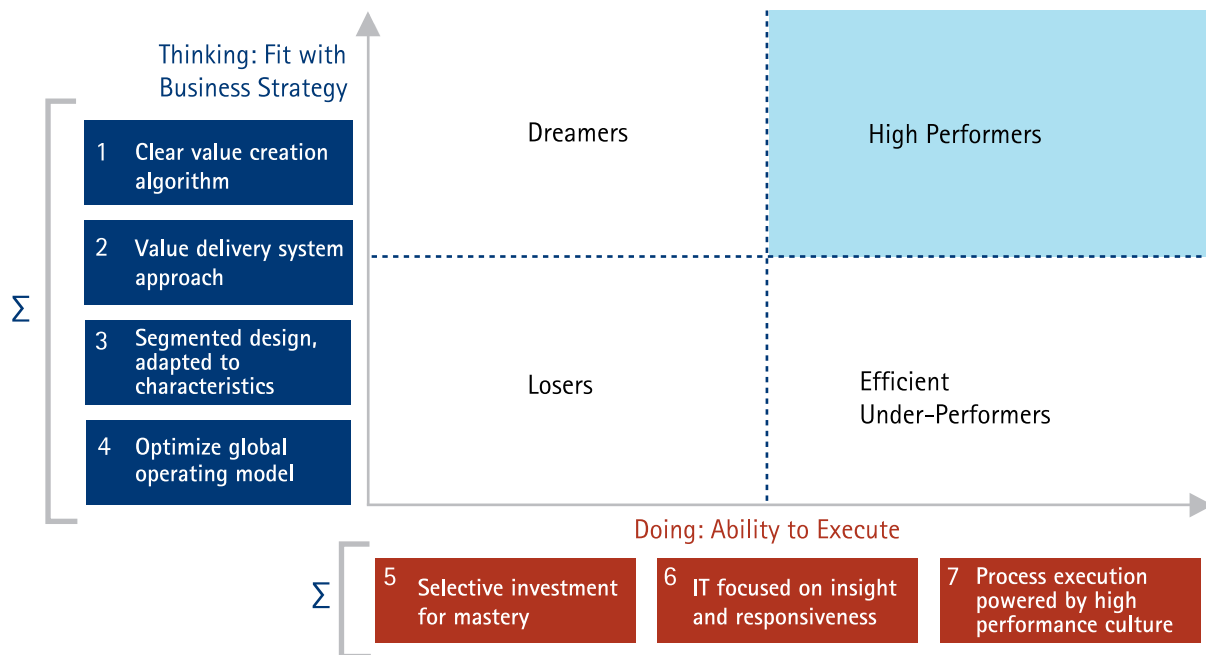 Thinking: Fit with
Business Strategy
Σ
1 Clear value creation
algorithm
2 Value delivery system
approach
3 Segmented design,
adapted to
characteristics
4 Optimize global
operating model
Dreamers
High Performers
Losers
Efficient
Under-Performers
Doing: Ability to Execute
Σ
5 Selective investment
for mastery
6 IT focused on insight
and responsiveness
7 Process execution
powered by high
performance culture